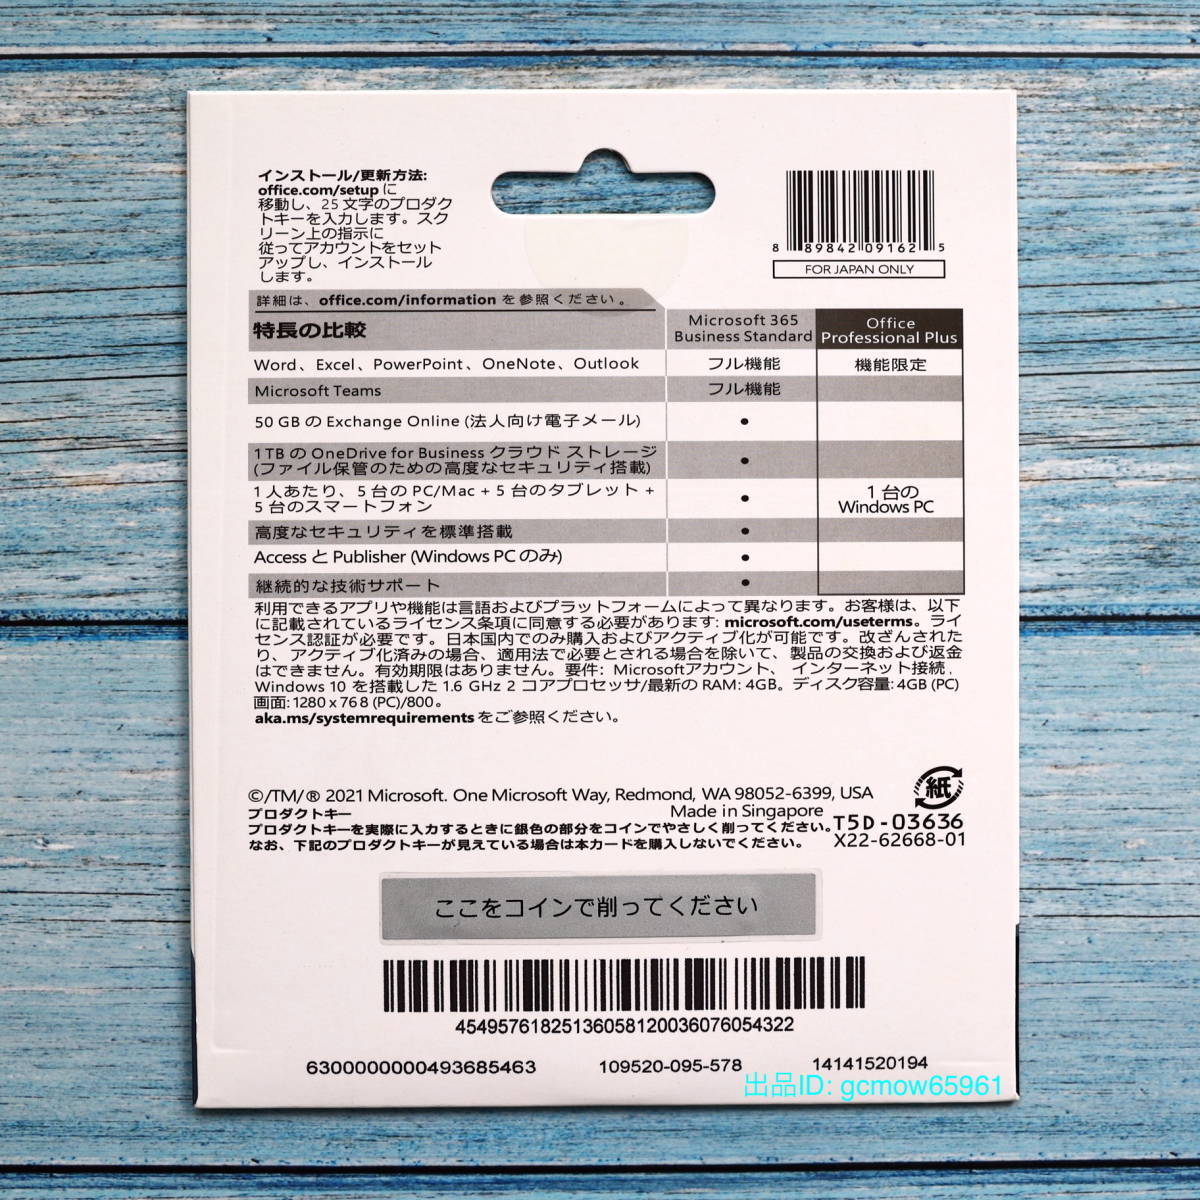 インストール/更新方法:
office.com/setup に
移動し、25 文字のプロダク
トキーを入力します。スク
リーン上の指示に
従ってアカウントをセット
アップし、インストール
します。
8 89842 09162 5
FOR JAPAN ONLY
詳細は、office.com/information を参照ください。
特長の比較
Microsoft 365
Business Standard
Office
Professional Plus
Word、Excel、PowerPoint、OneNote、Outlook フル機能 機能限定
Microsoft Teams フル機能
50 GB の Exchange Online (法人向け電子メール) ●
1 TB の OneDrive for Business クラウド ストレージ
(ファイル保管のための高度なセキュリティ搭載) ●
1 人あたり、5 台の PC/Mac + 5 台のタブレット +
5 台のスマートフォン ●
1 台の
Windows PC
高度なセキュリティを標準搭載 ●
Access と Publisher (Windows PC のみ) ●
継続的な技術サポート ●
利用できるアプリや機能は言語およびプラットフォームによって異なります。お客様は、以下
に記載されているライセンス条項に同意する必要があります: microsoft.com/useterms。ライ
センス認証が必要です。日本国内でのみ購入およびアクティブ化が可能です。改ざんされた
り、アクティブ化済みの場合、適用法で必要とされる場合を除いて、製品の交換および返金
はできません。有効期限はありません。要件: Microsoftアカウント、インターネット接続.
Windows 10 を搭載した 1.6 GHz 2 コアプロセッサ/最新の RAM: 4GB。ディスク容量: 4GB (PC)
画面: 1280 x 768 (PC)/800。
aka.ms/systemrequirements をご参照ください。
©/TM/® 2021 Microsoft. One Microsoft Way, Redmond, WA 98052-6399, USA
紙
プロダクトキー
Made in Singapore
プロダクトキーを実際に入力するときに銀色の部分をコインでやさしく削ってください。
T5D-03636
なお、下記のプロダクトキーが見えている場合は本カードを購入しないでください。
X22-62668-01
ここをコインで削ってください
4549576182513605812003607605​4322
6300000000493685463
109520-095-578
14141520194
出品ID: gcmow65961